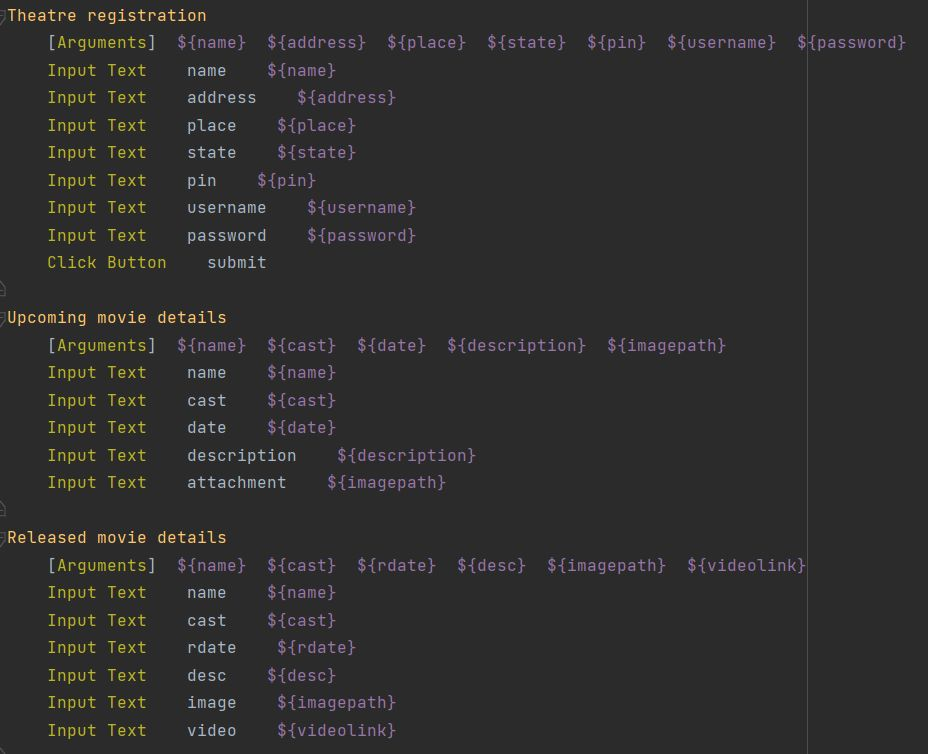 Theatre registration
[Arguments]  ${name}  ${address}  ${place}  ${state}  ${pin}  ${username}  ${password}
Input Text    name    ${name}
Input Text    address    ${address}
Input Text    place    ${place}
Input Text    state    ${state}
Input Text    pin    ${pin}
Input Text    username    ${username}
Input Text    password    ${password}
Click Button    submit
Upcoming movie details
[Arguments]  ${name}  ${cast}  ${date}  ${description}  ${imagepath}
Input Text    name    ${name}
Input Text    cast    ${cast}
Input Text    date    ${date}
Input Text    description    ${description}
Input Text    attachment    ${imagepath}
Released movie details
[Arguments]  ${name}  ${cast}  ${rdate}  ${desc}  ${imagepath}  ${videolink}
Input Text    name    ${name}
Input Text    cast    ${cast}
Input Text    rdate    ${rdate}
Input Text    desc    ${desc}
Input Text    image    ${imagepath}
Input Text    video    ${videolink}